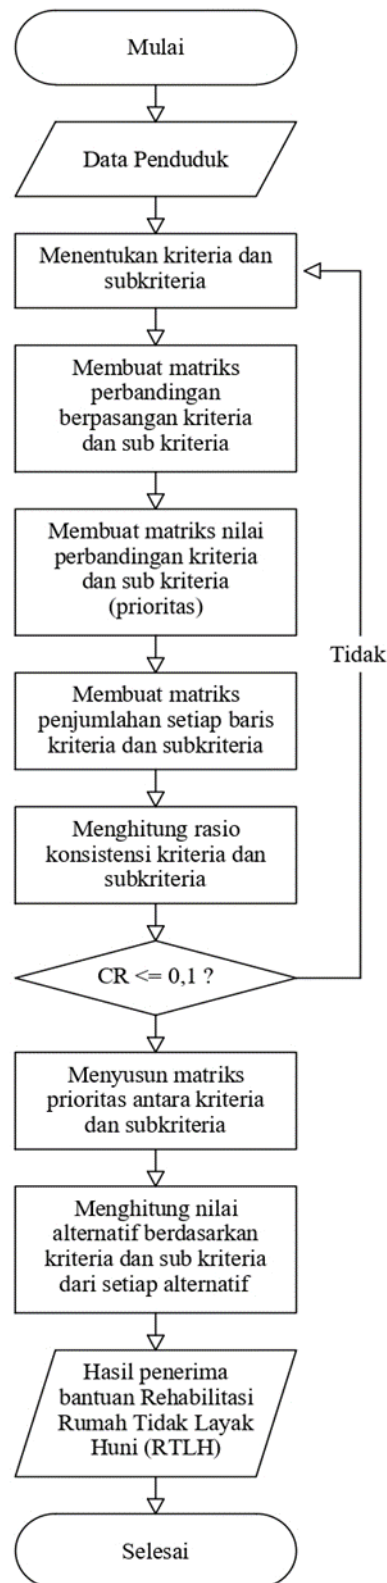 Mulai
Data Penduduk
Menentukan kriteria dan
subkriteria
Membuat matriks
perbandingan
berpasangan kriteria
dan sub kriteria
Membuat matriks nilai
perbandingan kriteria
dan sub kriteria
(prioritas)
Tidak
Membuat matriks
penjumlahan setiap baris
kriteria dan subkriteria
Menghitung rasio
konsistensi kriteria dan
subkriteria
CR <= 0,1 ?
Menyusun matriks
prioritas antara kriteria
dan subkriteria
Menghitung nilai
alternatif berdasarkan
kriteria dan sub kriteria
dari setiap alternatif
Hasil penerima
bantuan Rehabilitasi
Rumah Tidak Layak
Huni (RTLH)
Selesai